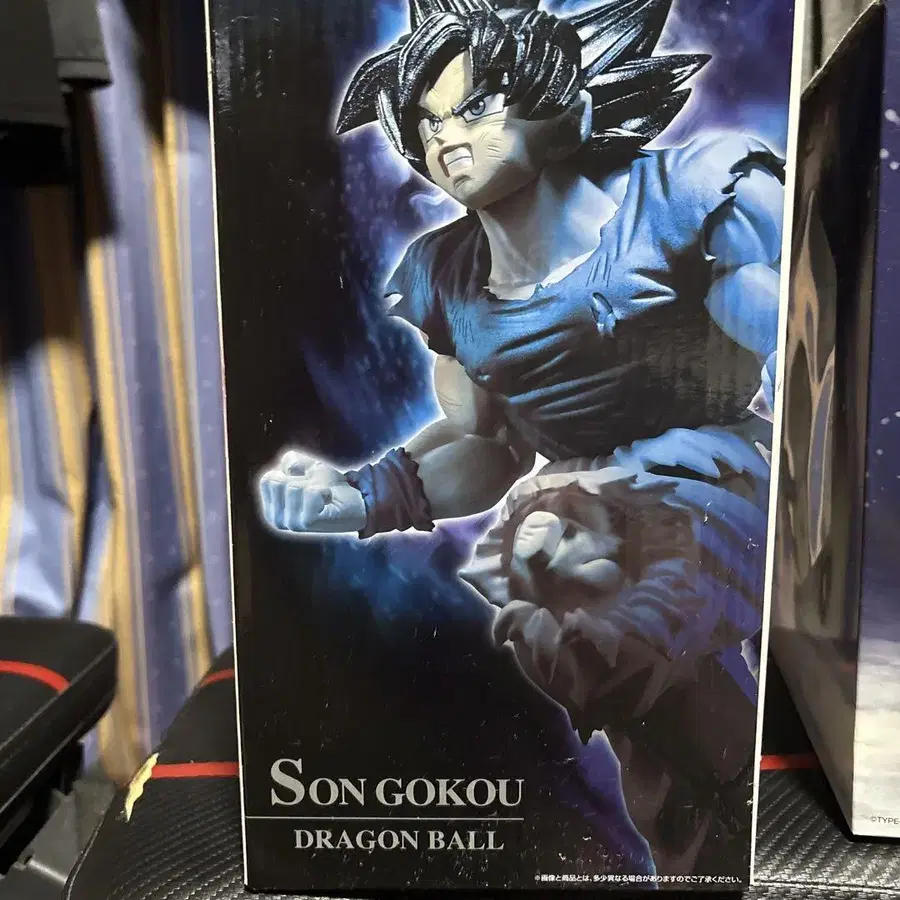 SON GOKOU
DRAGON BALL
※画像と商品とは、多少異なる場合がありますのでご了承ください。
©TYPE-